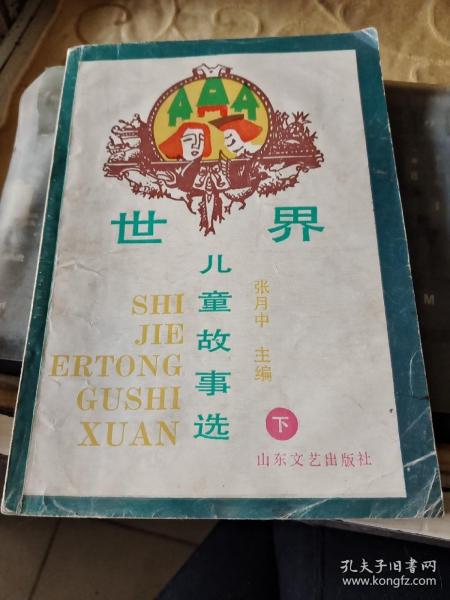 世界
儿童故事选
SHI
JIE
ERTONG
GUSHI
XUAN
张月中 主编
下
山东文艺出版社
孔夫子旧书网
www.kongfz.com